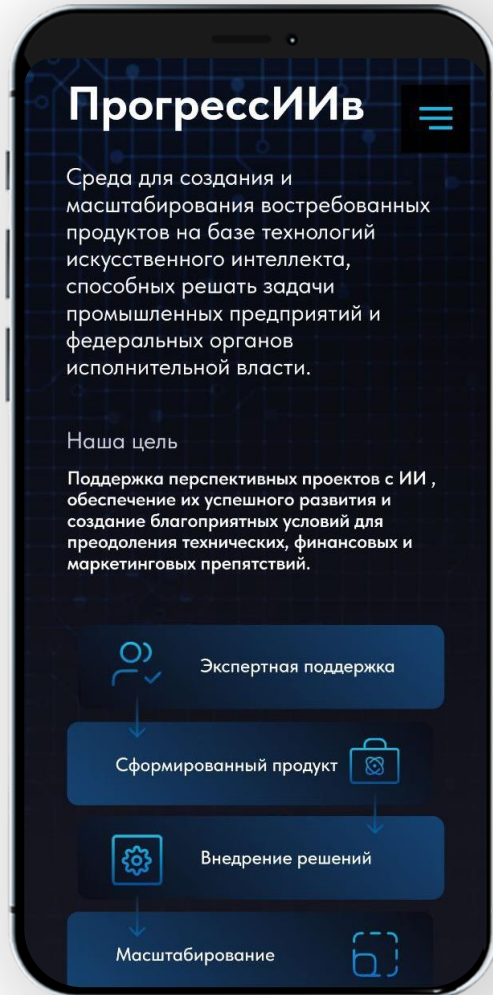 ПрогрессИИв
Среда для создания и
масштабирования востребованных
продуктов на базе технологий
искусственного интеллекта,
способных решать задачи
промышленных предприятий и
федеральных органов
исполнительной власти.
Наша цель
Поддержка перспективных проектов с ИИ ,
обеспечение их успешного развития и
создание благоприятных условий для
преодоления технических, финансовых и
маркетинговых препятствий.
Экспертная поддержка
Сформированный продукт
Внедрение решений
Масштабирование